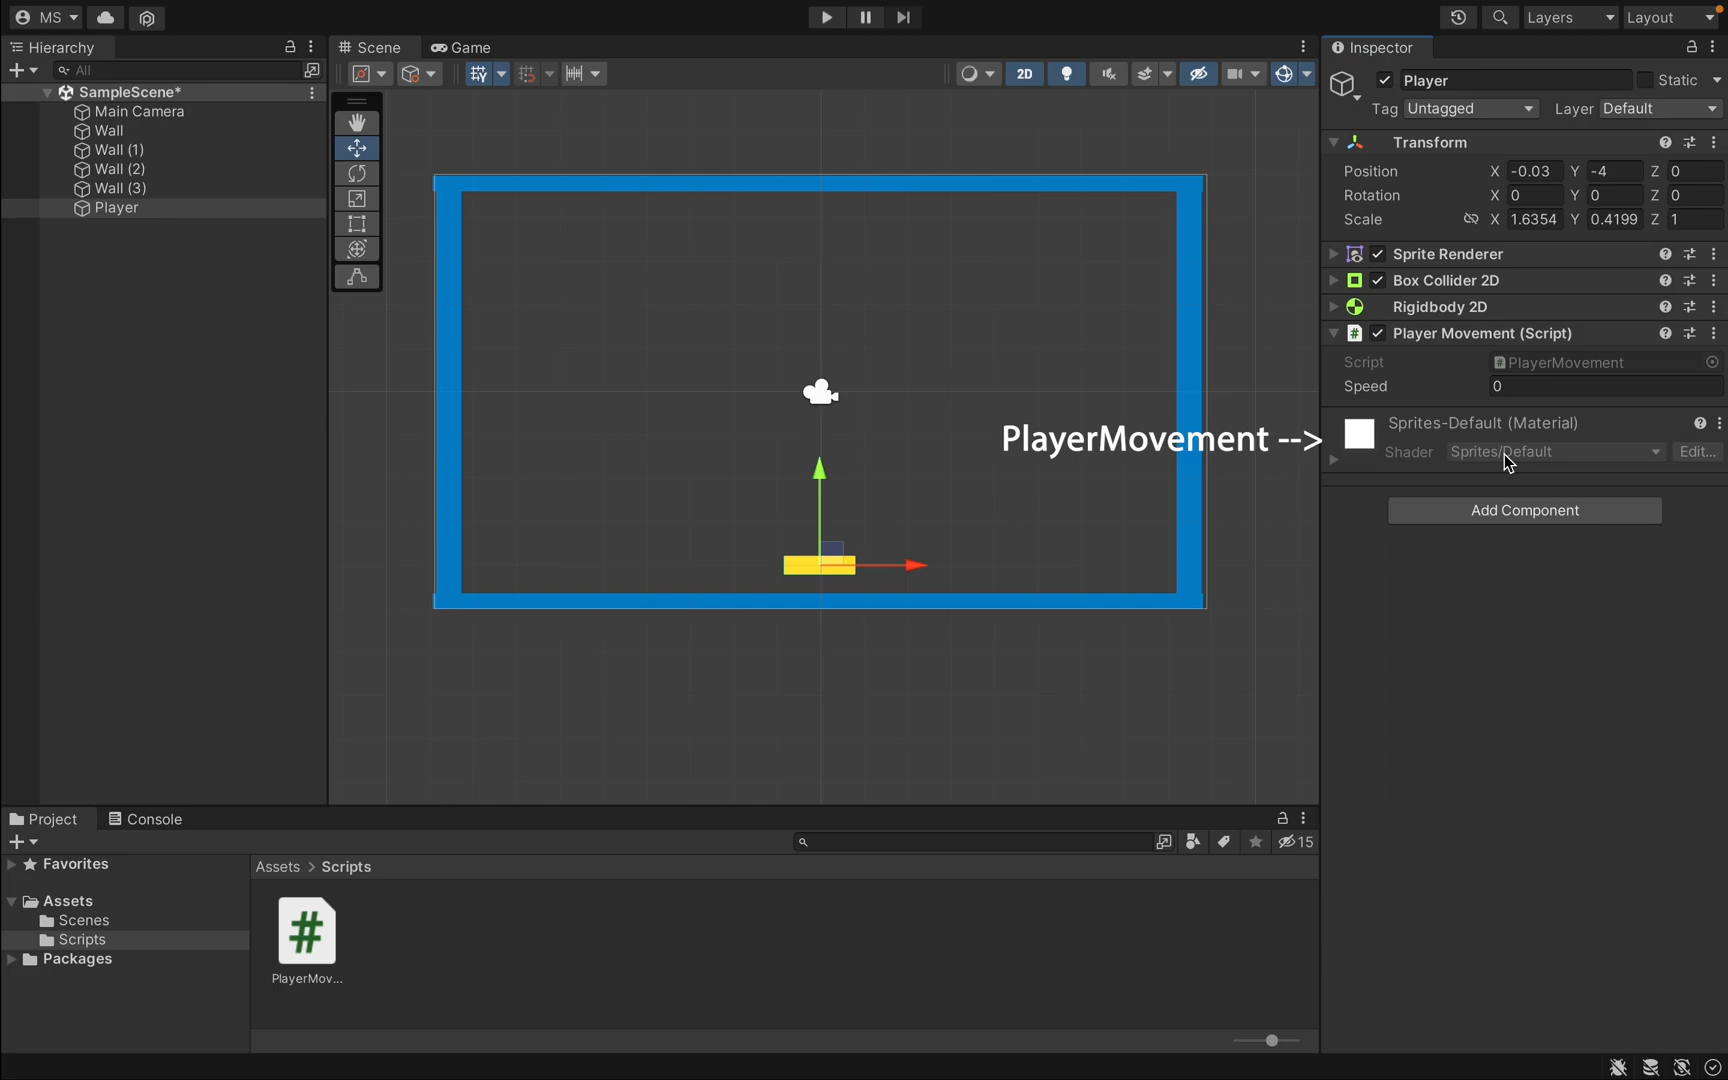 MS
Layers
Layout
Hierarchy
All
SampleScene*
Main Camera
Wall
Wall (1)
Wall (2)
Wall (3)
Player
Scene
Game
2D
PlayerMovement -->
Inspector
Player
Static
Tag Untagged Layer Default
Transform
Position X -0.03 Y -4 Z 0
Rotation X 0 Y 0 Z 0
Scale X 1.6354 Y 0.4199 Z 1
Sprite Renderer
Box Collider 2D
Rigidbody 2D
# Player Movement (Script)
Script # PlayerMovement
Speed 0
Sprites-Default (Material)
Shader Sprites/Default Edit...
Add Component
Project
Console
15
Favorites
Assets
Scenes
Scripts
Packages
Assets > Scripts
#
PlayerMov...